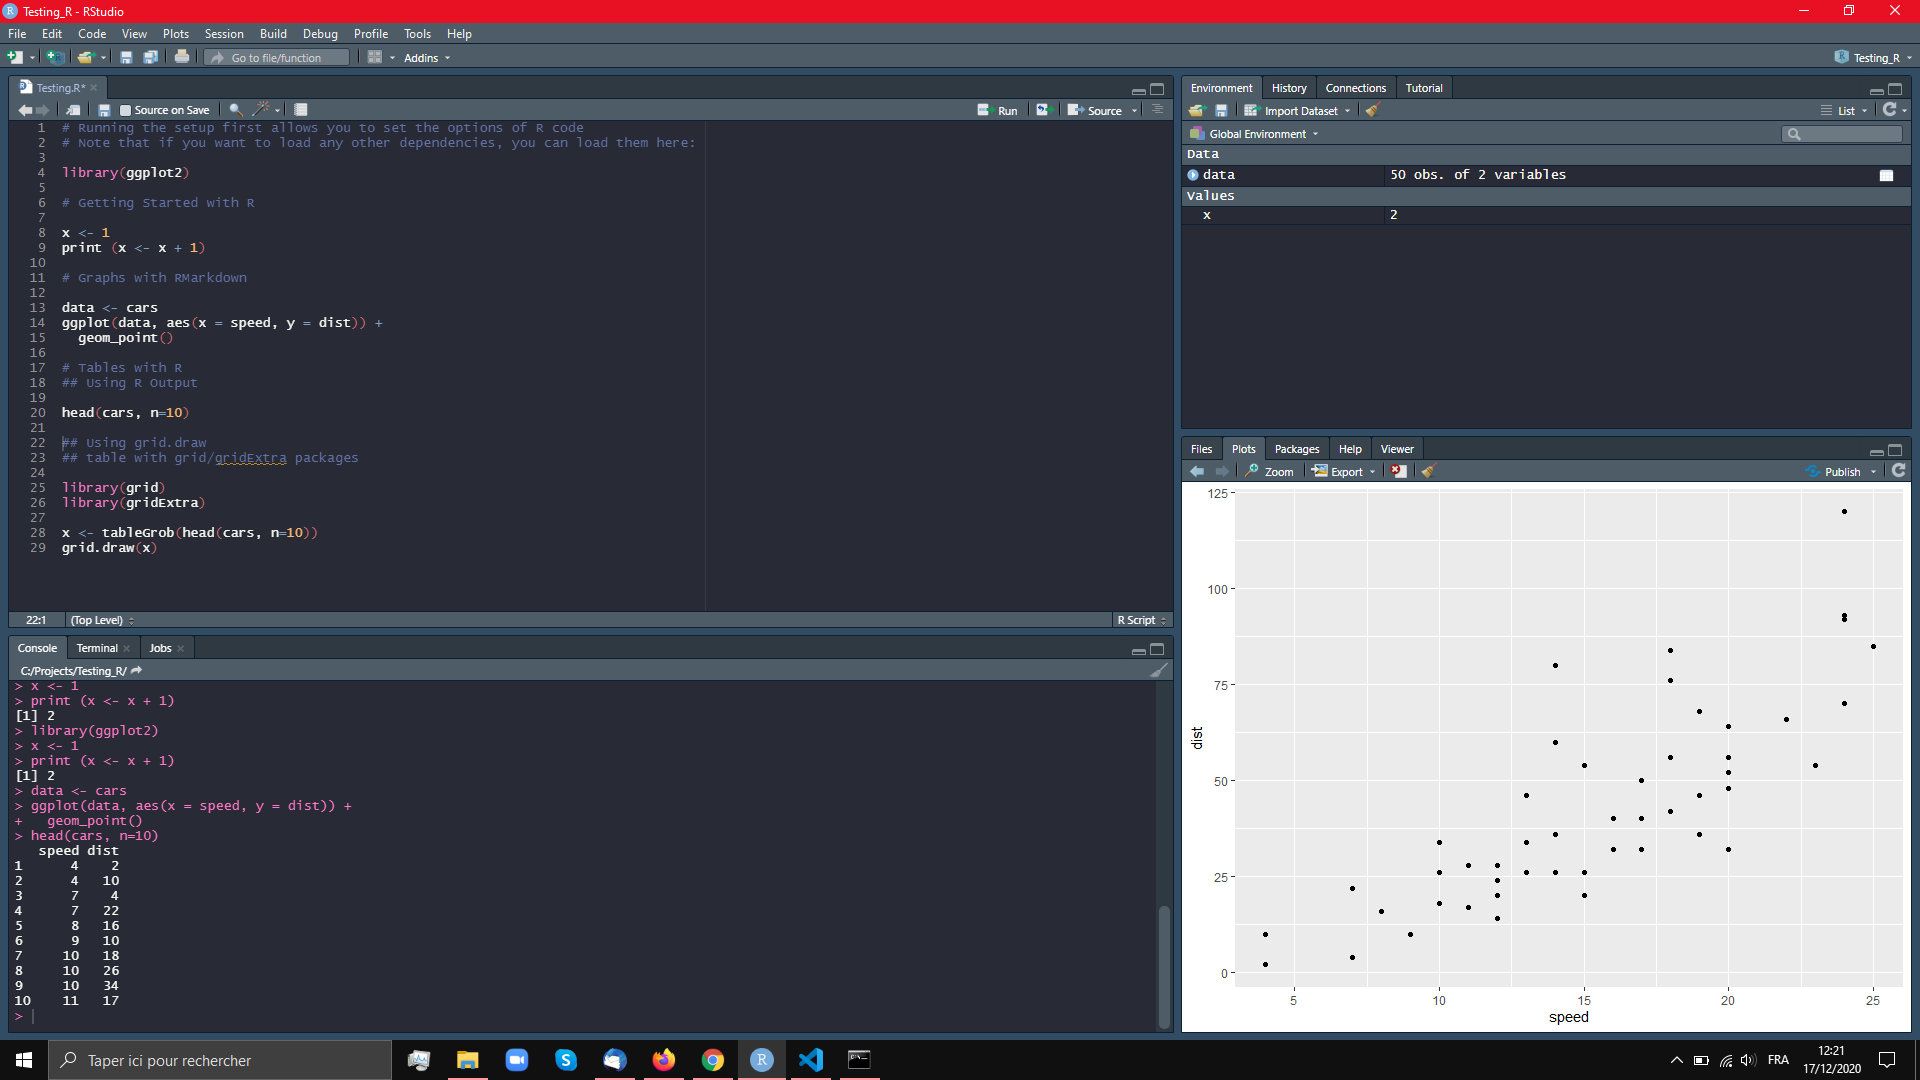 Testing_R - RStudio
File Edit Code View Plots Session Build Debug Profile Tools Help
Go to file/function Addins Testing_R
Testing.R*
Source on Save Run Source
1 # Running the setup first allows you to set the options of R code
2 # Note that if you want to load any other dependencies, you can load them here:
3
4 library(ggplot2)
5
6 # Getting Started with R
7
8 x <- 1
9 print (x <- x + 1)
10
11 # Graphs with RMarkdown
12
13 data <- cars
14 ggplot(data, aes(x = speed, y = dist)) +
15 geom_point()
16
17 # Tables with R
18 ## Using R Output
19
20 head(cars, n=10)
21
22 ## Using grid.draw
23 ## table with grid/gridExtra packages
24
25 library(grid)
26 library(gridExtra)
27
28 x <- tableGrob(head(cars, n=10))
29 grid.draw(x)
22:1 (Top Level) R Script
Console Terminal Jobs
C:/Projects/Testing_R/
> x <- 1
> print (x <- x + 1)
[1] 2
> library(ggplot2)
> x <- 1
> print (x <- x + 1)
[1] 2
> data <- cars
> ggplot(data, aes(x = speed, y = dist)) +
+ geom_point()
> head(cars, n=10)
speed dist
1 4 2
2 4 10
3 7 4
4 7 22
5 8 16
6 9 10
7 10 18
8 10 26
9 10 34
10 11 17
>
Environment History Connections Tutorial
Import Dataset List
Global Environment
Data
data 50 obs. of 2 variables
Values
x 2
Files Plots Packages Help Viewer
Zoom Export Publish
125
100
75
50
25
0
dist
5 10 15 20 25
speed
Taper ici pour rechercher
FRA
12:21
17/12/2020